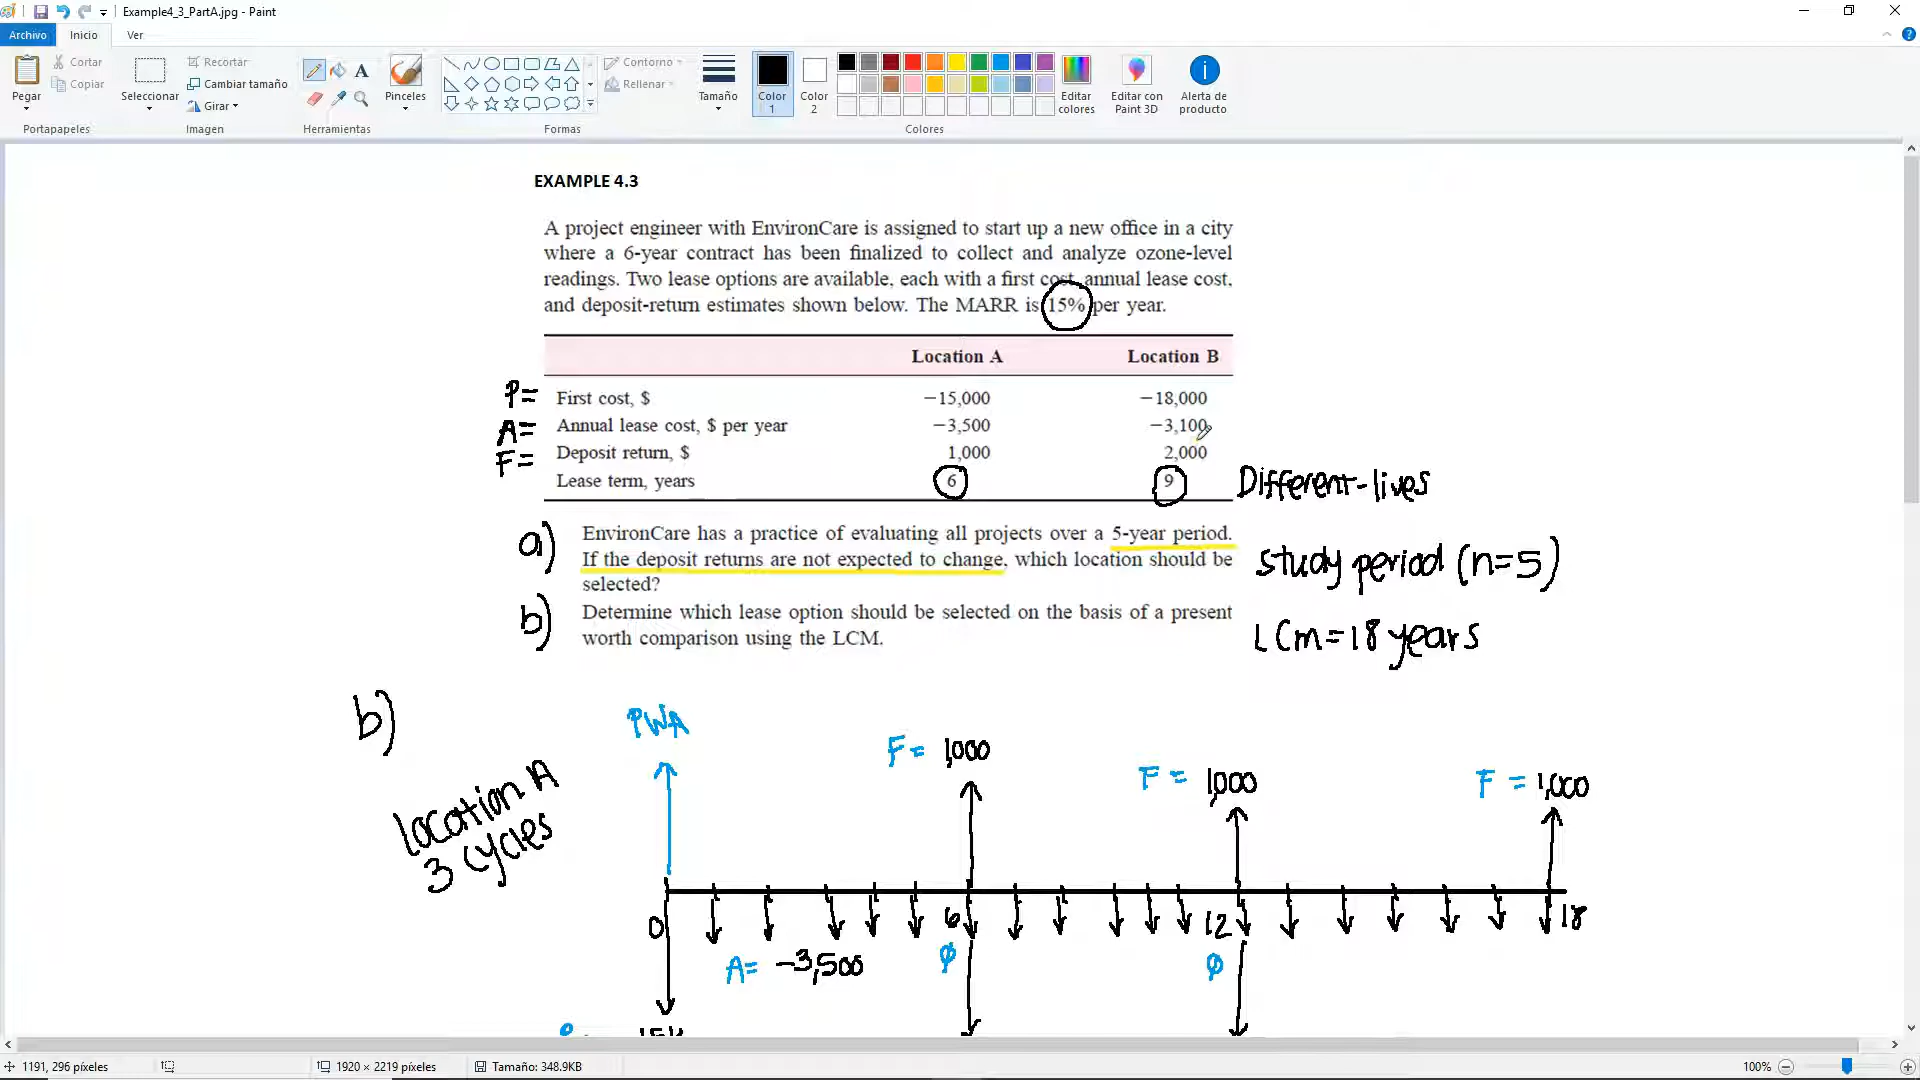 Example4_3_PartA.jpg - Paint
Archivo Inicio Ver
Pegar
Cortar
Copiar
Portapapeles
Seleccionar
Recortar
Cambiar tamaño
Girar
Imagen
A
Herramientas
Pinceles
Contorno
Rellenar
Formas
Tamaño
Color 1
Color 2
Editar colores
Editar con Paint 3D
Alerta de producto
Colores
EXAMPLE 4.3
A project engineer with EnvironCare is assigned to start up a new office in a city
where a 6-year contract has been finalized to collect and analyze ozone-level
readings. Two lease options are available, each with a first cost, annual lease cost,
and deposit-return estimates shown below. The MARR is 15% per year.
Location A Location B
P= First cost, $ −15,000 −18,000
A= Annual lease cost, $ per year −3,500 −3,100
F= Deposit return, $ 1,000 2,000
Lease term, years 6 9 Different-lives
a) EnvironCare has a practice of evaluating all projects over a 5-year period.
If the deposit returns are not expected to change, which location should be
selected?
study period (n=5)
b) Determine which lease option should be selected on the basis of a present
worth comparison using the LCM.
LCm=18 years
b)
PWA
F= 1,000
F= 1,000
F=1,000
location A
3 cycles
0 6 12 18
A= -3,500
1191, 296 píxeles
1920 × 2219 píxeles
Tamaño: 348.9KB
100%